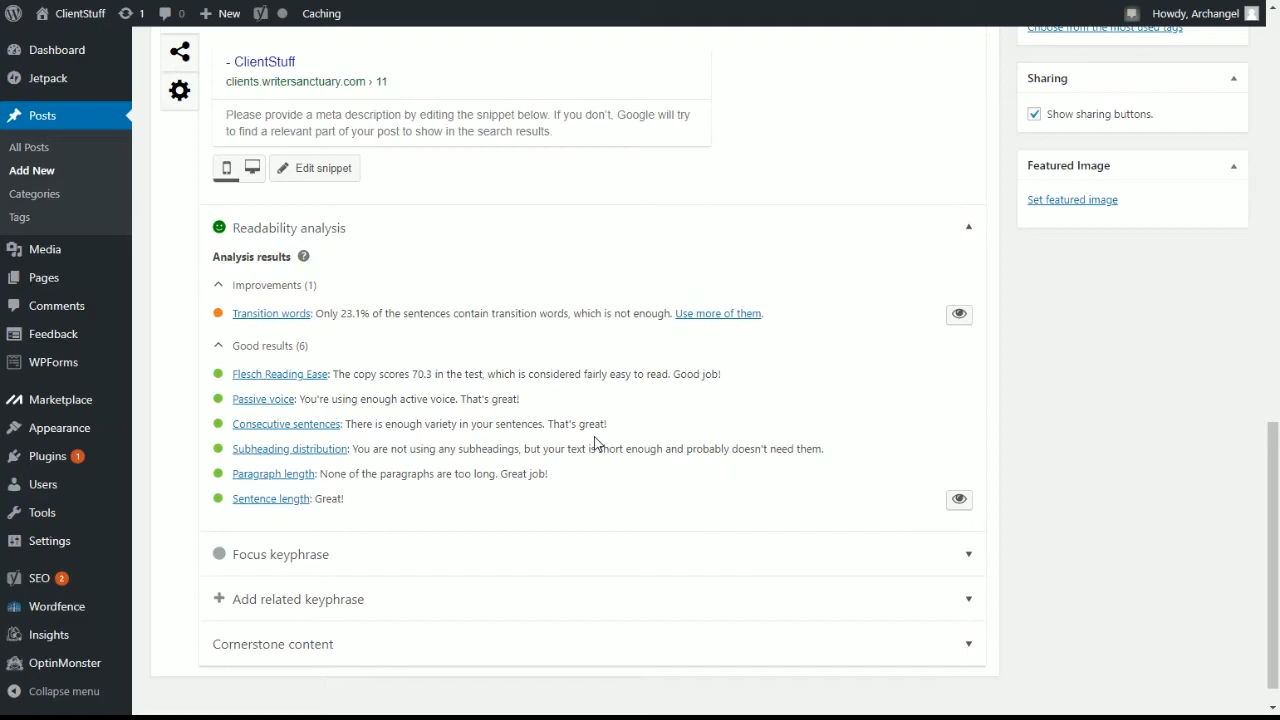 ClientStuff 1 0 New Caching Howdy, Archangel
Dashboard
Jetpack
Posts
All Posts
Add New
Categories
Tags
Media
Pages
Comments
Feedback
WPForms
Marketplace
Appearance
Plugins 1
Users
Tools
Settings
SEO 2
Wordfence
Insights
OptinMonster
Collapse menu
- ClientStuff
clients.writersanctuary.com › 11
Please provide a meta description by editing the snippet below. If you don't, Google will try
to find a relevant part of your post to show in the search results.
Edit snippet
Readability analysis
Analysis results ?
Improvements (1)
Transition words: Only 23.1% of the sentences contain transition words, which is not enough. Use more of them.
Good results (6)
Flesch Reading Ease: The copy scores 70.3 in the test, which is considered fairly easy to read. Good job!
Passive voice: You're using enough active voice. That's great!
Consecutive sentences: There is enough variety in your sentences. That's great!
Subheading distribution: You are not using any subheadings, but your text is short enough and probably doesn't need them.
Paragraph length: None of the paragraphs are too long. Great job!
Sentence length: Great!
Focus keyphrase
Add related keyphrase
Cornerstone content
Choose from the most used tags
Sharing
Show sharing buttons.
Featured Image
Set featured image